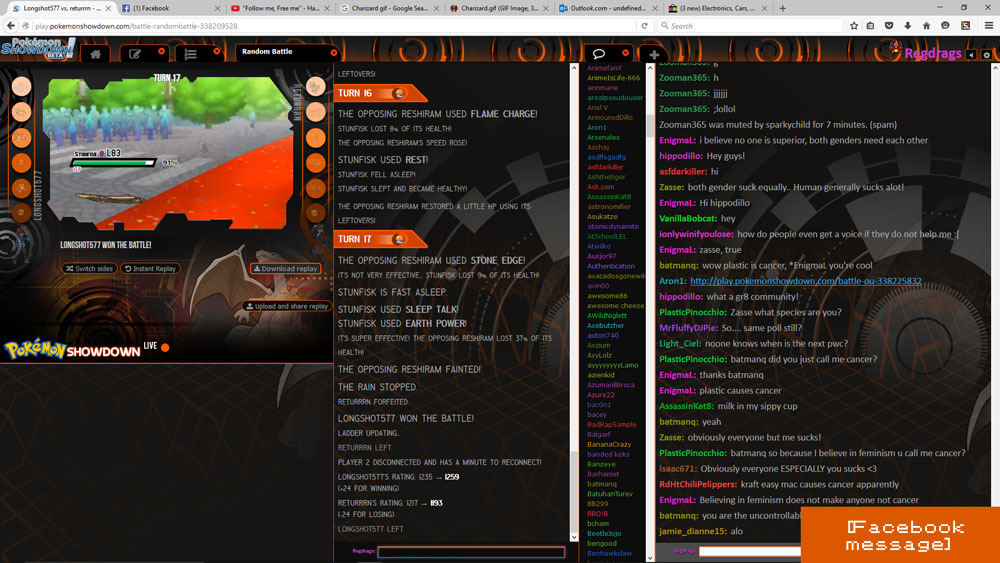 Longshot577 vs. returrrn - ...
(1) Facebook
"Follow me, Free me" - Ha...
Charizard gif - Google Sea...
Charizard.gif (GIF Image, 3...
Outlook.com - undefined...
(3 new) Electronics, Cars, ...
play.pokemonshowdown.com/battle-randombattle-338209528
Search
Pokémon
SHOWDOWN!
BETA
Random Battle
Regdrags
TURN 17
RETURRRN
LONGSHOT577
STUNFISK L83
91%
LONGSHOT577 WON THE BATTLE!
Switch sides
Instant Replay
Download replay
Upload and share replay
Pokémon SHOWDOWN LIVE
LEFTOVERS!
TURN 16
THE OPPOSING RESHIRAM USED FLAME CHARGE!
STUNFISK LOST 8% OF ITS HEALTH!
THE OPPOSING RESHIRAM'S SPEED ROSE!
STUNFISK USED REST!
STUNFISK FELL ASLEEP!
STUNFISK SLEPT AND BECAME HEALTHY!
THE OPPOSING RESHIRAM RESTORED A LITTLE HP USING ITS
LEFTOVERS!
TURN 17
THE OPPOSING RESHIRAM USED STONE EDGE!
IT'S NOT VERY EFFECTIVE. STUNFISK LOST 9% OF ITS HEALTH!
STUNFISK IS FAST ASLEEP.
STUNFISK USED SLEEP TALK!
STUNFISK USED EARTH POWER!
IT'S SUPER EFFECTIVE! THE OPPOSING RESHIRAM LOST 37% OF ITS
HEALTH!
THE OPPOSING RESHIRAM FAINTED!
THE RAIN STOPPED.
RETURRRN FORFEITED.
LONGSHOT577 WON THE BATTLE!
LADDER UPDATING...
RETURRRN LEFT.
PLAYER 2 DISCONNECTED AND HAS A MINUTE TO RECONNECT!
LONGSHOT577'S RATING: 1235 → 1259
(+24 FOR WINNING)
RETURRRN'S RATING: 1217 → 1193
(-24 FOR LOSING)
LONGSHOT577 LEFT.
Regdrags:
AnimefanX
AnimeIsLife-666
annmarie
arealpseudouser
Ariel V
ArmouredDillo
Aron1
Arsenales
Aschaj
asdflsgadlg
asfdarkiller
Ashthetiger
Ask.com
AssassinKat8
astronomifier
Asukatze
atomicdynamite
AtSchoolLEL
Atwilko
Auxjor97
Authentication
avacadosgonewil
avin00
awesome86
awesome cheese
AWildNiglett
Axebutcher
axton740
Axzium
AyyLolz
ayyyyyyyLamo
azienkid
AzumarillBroca
Azure22
bac0n1
bacey
BadRapSample
Balgarf
BananaCrazy
banded keks
Banzeye
Barhamet
batmanq
BatuhanTurev
BB299
BBO!B
bcham
BeetleJojo
bengood
Benhawkclaw
Zooman365: g
Zooman365: h
Zooman365: jjjjjj
Zooman365: ;lollol
Zooman365 was muted by sparkychild for 7 minutes. (spam)
EnigmaL: i believe no one is superior, both genders need each other
hippodillo: Hey guys!
asfdarkiller: hi
Zasse: both gender suck equally.. Human generally sucks alot!
EnigmaL: Hi hippodillo
VanillaBobcat: hey
ionlywinifyoulose: how do people even get a voice if they do not help me :[
EnigmaL: zasse, true
batmanq: wow plastic is cancer, *Enigmal, you're cool
Aron1: http://play.pokemonshowdown.com/battle-ou-338225832
hippodillo: what a gr8 community!
PlasticPinocchio: Zasse what species are you?
MrFluffyDJPie: So.... same poll still?
Light_Ciel: noone knows when is the next pwc?
PlasticPinocchio: batmanq did you just call me cancer?
EnigmaL: thanks batmanq
EnigmaL: plastic causes cancer
AssassinKat8: milk in my sippy cup
batmanq: yeah
Zasse: obviously everyone but me sucks!
PlasticPinocchio: batmanq so because I believe in feminism u call me cancer?
Isaac671: Obviously everyone ESPECIALLY you sucks <3
RdHtChiliPelippers: kraft easy mac causes cancer apparently
EnigmaL: Believing in feminism does not make anyone not cancer
batmanq: you are the uncontrollab
jamie_dianne15: alo
Regdrags:
[Facebook
message]